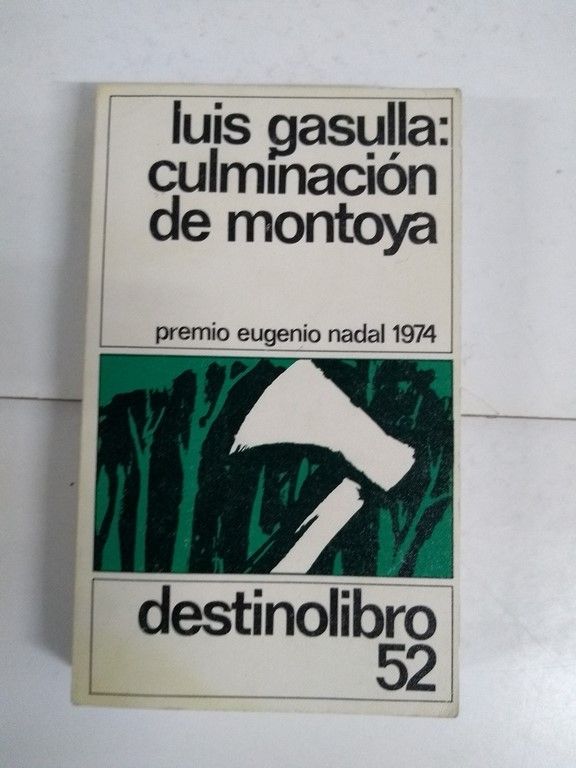 luis gasulla:
culminación
de montoya
premio eugenio nadal 1974
destinolibro
52